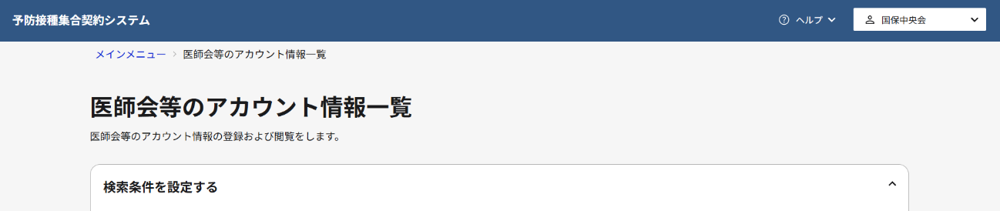 予防接種集合契約システム
ヘルプ
国保中央会
メインメニュー > 医師会等のアカウント情報一覧
医師会等のアカウント情報一覧
医師会等のアカウント情報の登録および閲覧をします。
検索条件を設定する